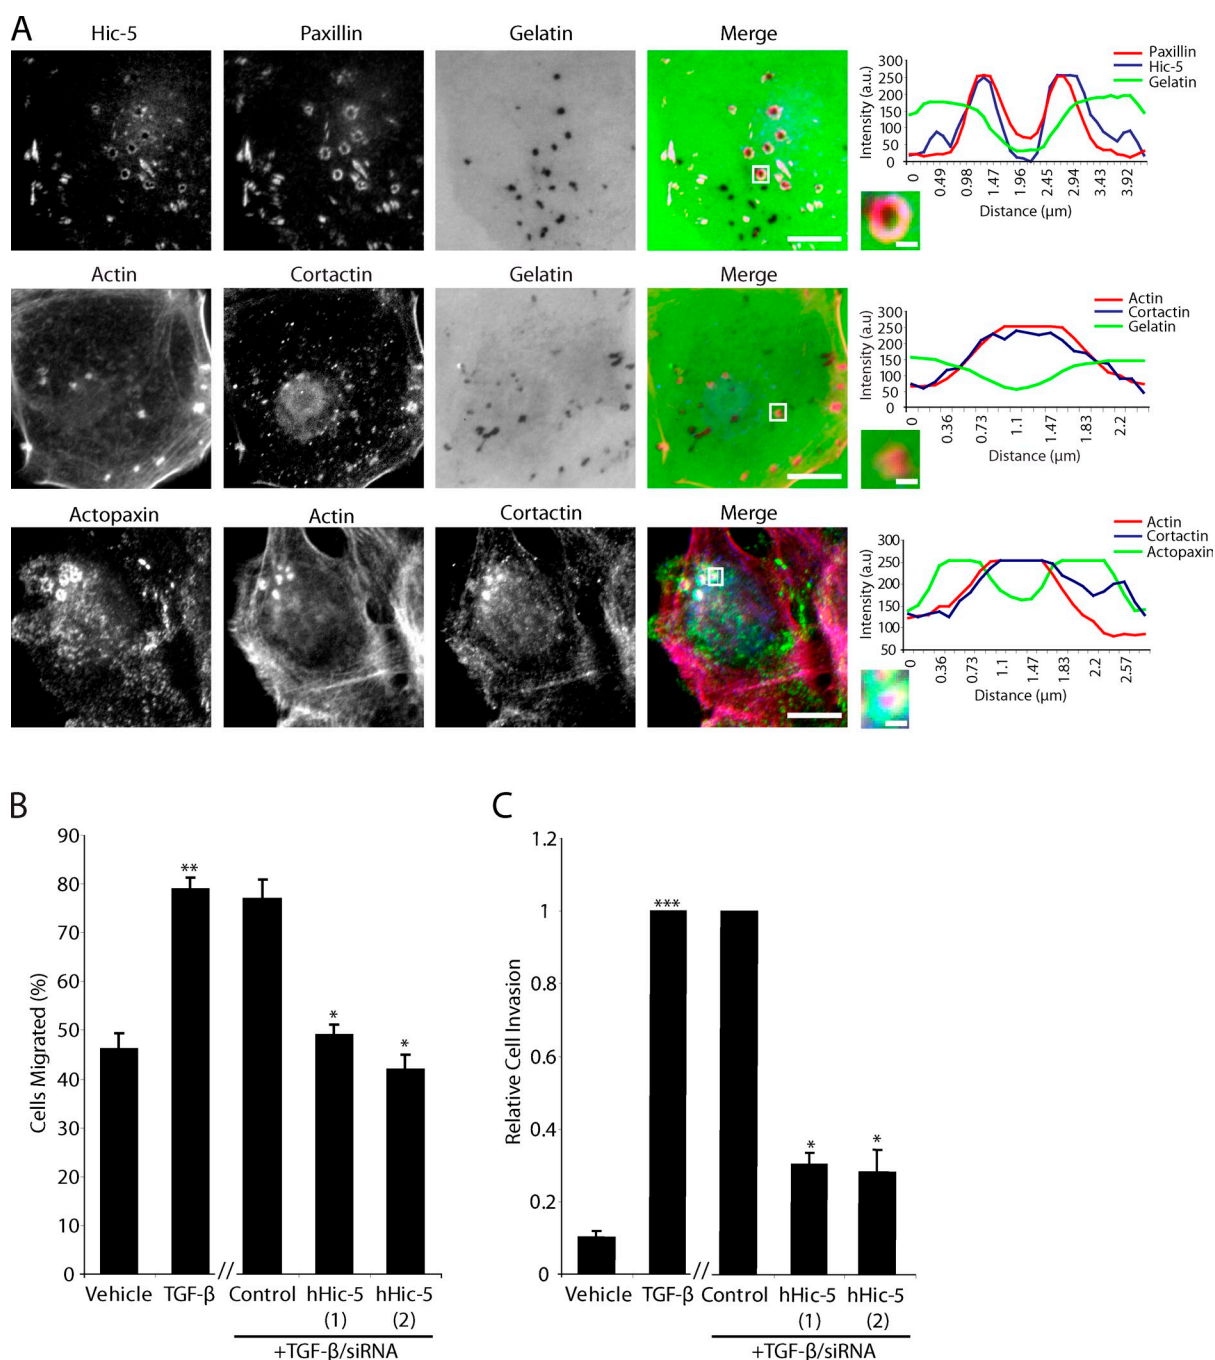 A
Hic-5 Paxillin Gelatin Merge
Paxillin
Hic-5
Gelatin
Intensity (a.u.)
300
250
200
150
100
50
0
0 0.49 0.98 1.47 1.96 2.45 2.94 3.43 3.92
Distance (μm)
Actin Cortactin Gelatin Merge
Actin
Cortactin
Gelatin
Intensity (a.u)
300
250
200
150
100
50
0
0 0.36 0.73 1.1 1.47 1.83 2.2
Distance (μm)
Actopaxin Actin Cortactin Merge
Actin
Cortactin
Actopaxin
Intensity (a.u)
300
250
200
150
100
50
0 0.36 0.73 1.1 1.47 1.83 2.2 2.57
Distance (μm)
B
Cells Migrated (%)
90
80
70
60
50
40
30
20
10
0
**
*
*
Vehicle TGF-β // Control hHic-5 (1) hHic-5 (2)
+TGF-β/siRNA
C
Relative Cell Invasion
1.2
1
0.8
0.6
0.4
0.2
0
***
*
*
Vehicle TGF-β // Control hHic-5 (1) hHic-5 (2)
+TGF-β/siRNA